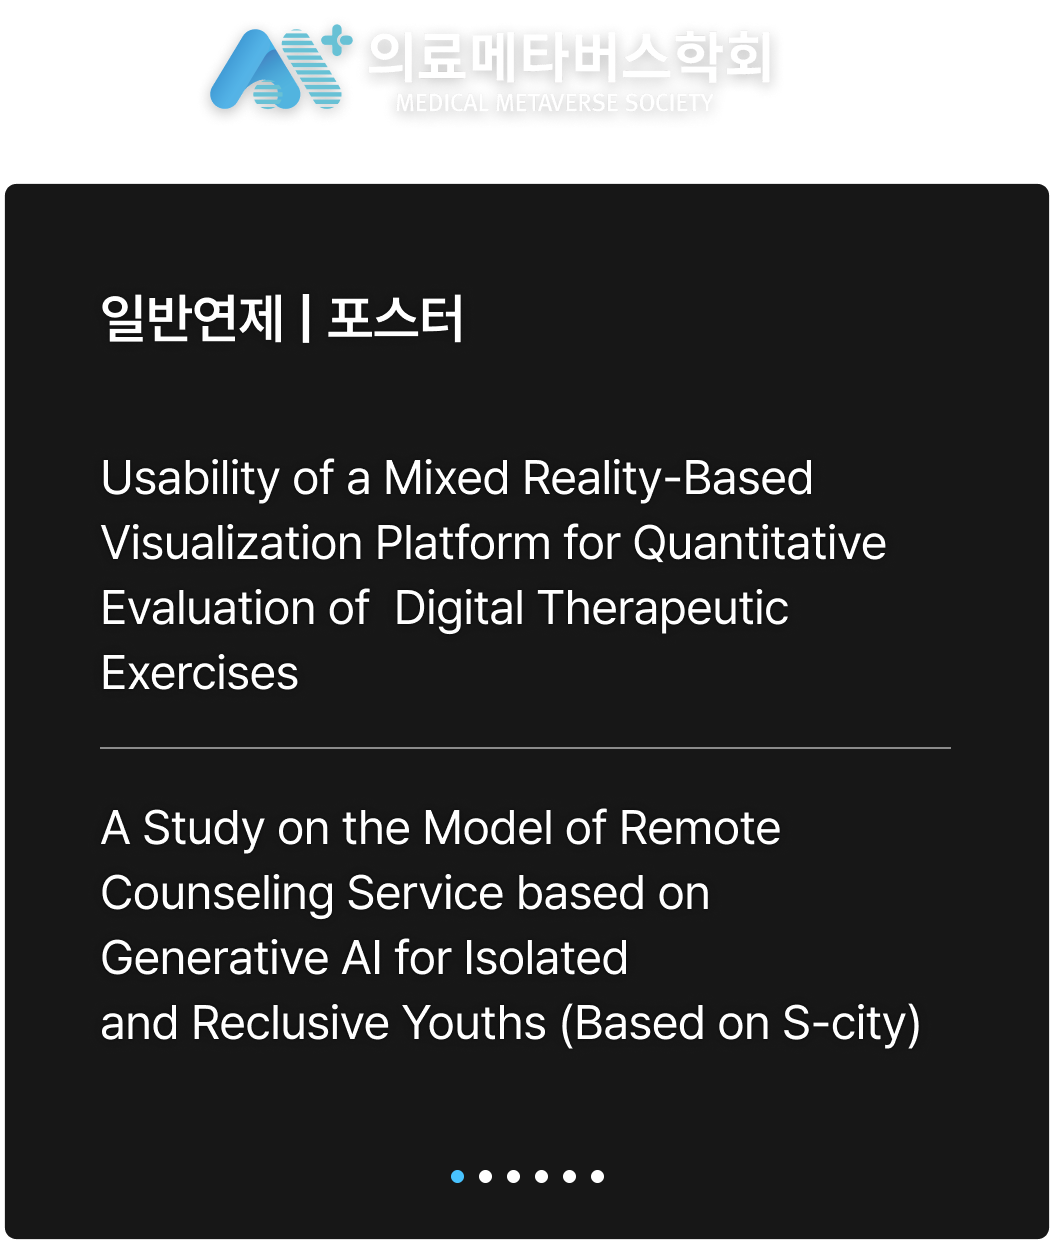 의료메타버스학회
MEDICAL METAVERSE SOCIETY
일반연제 | 포스터
Usability of a Mixed Reality-Based
Visualization Platform for Quantitative
Evaluation of  Digital Therapeutic
Exercises
A Study on the Model of Remote
Counseling Service based on
Generative AI for Isolated
and Reclusive Youths (Based on S-city)